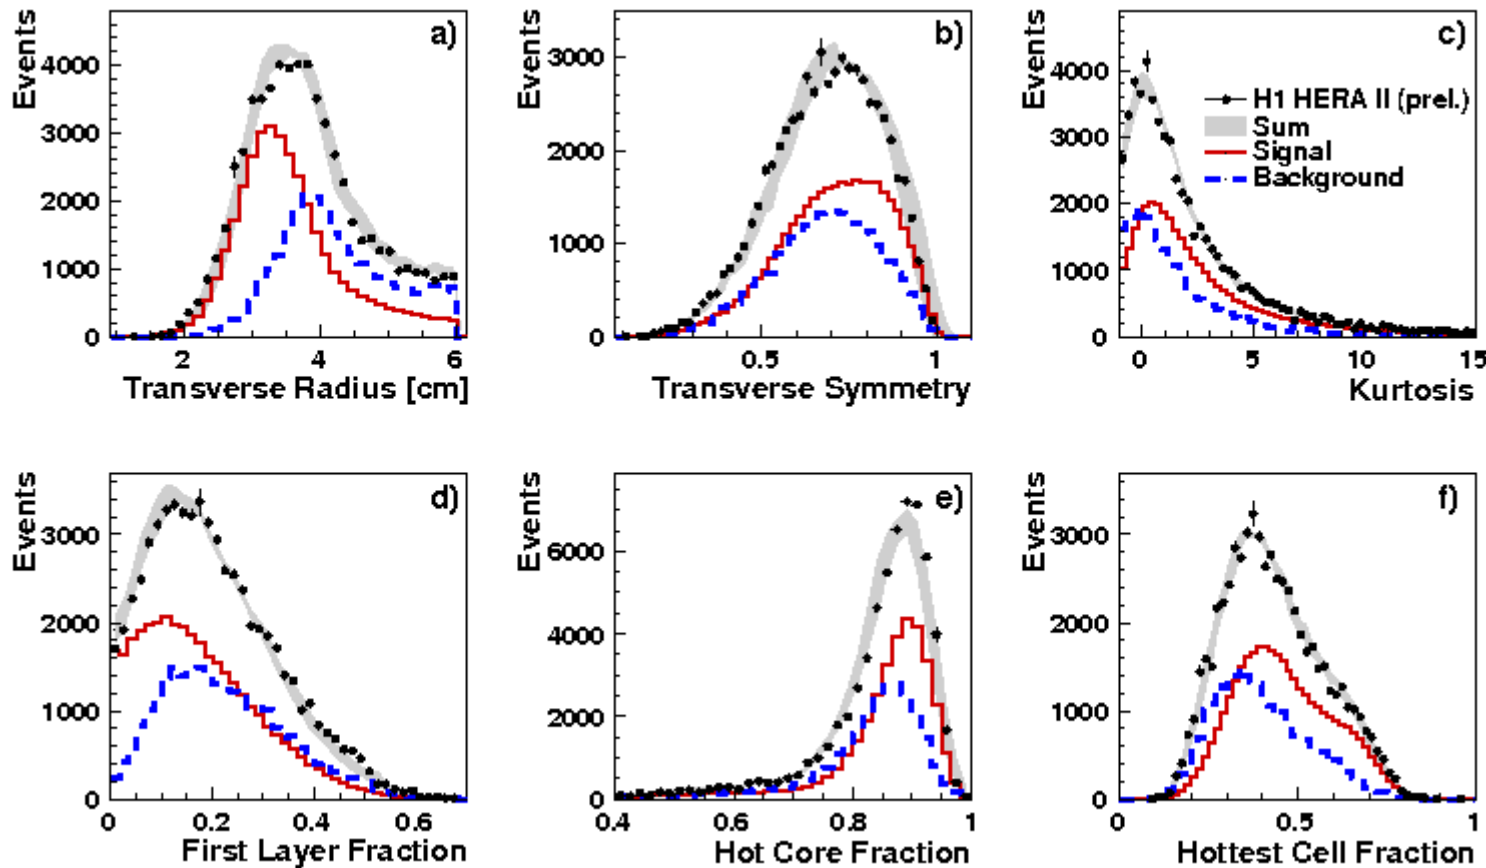 a)
Events
4000
3000
2000
1000
0
2 4 6
Transverse Radius [cm]
b)
Events
3000
2000
1000
0
0.5 1
Transverse Symmetry
c)
Events
4000
3000
2000
1000
0
0 5 10 15
Kurtosis
H1 HERA II (prel.)
Sum
Signal
Background
d)
Events
3000
2000
1000
0
0 0.2 0.4 0.6
First Layer Fraction
e)
Events
6000
4000
2000
0
0.4 0.6 0.8 1
Hot Core Fraction
f)
Events
3000
2000
1000
0
0 0.5 1
Hottest Cell Fraction